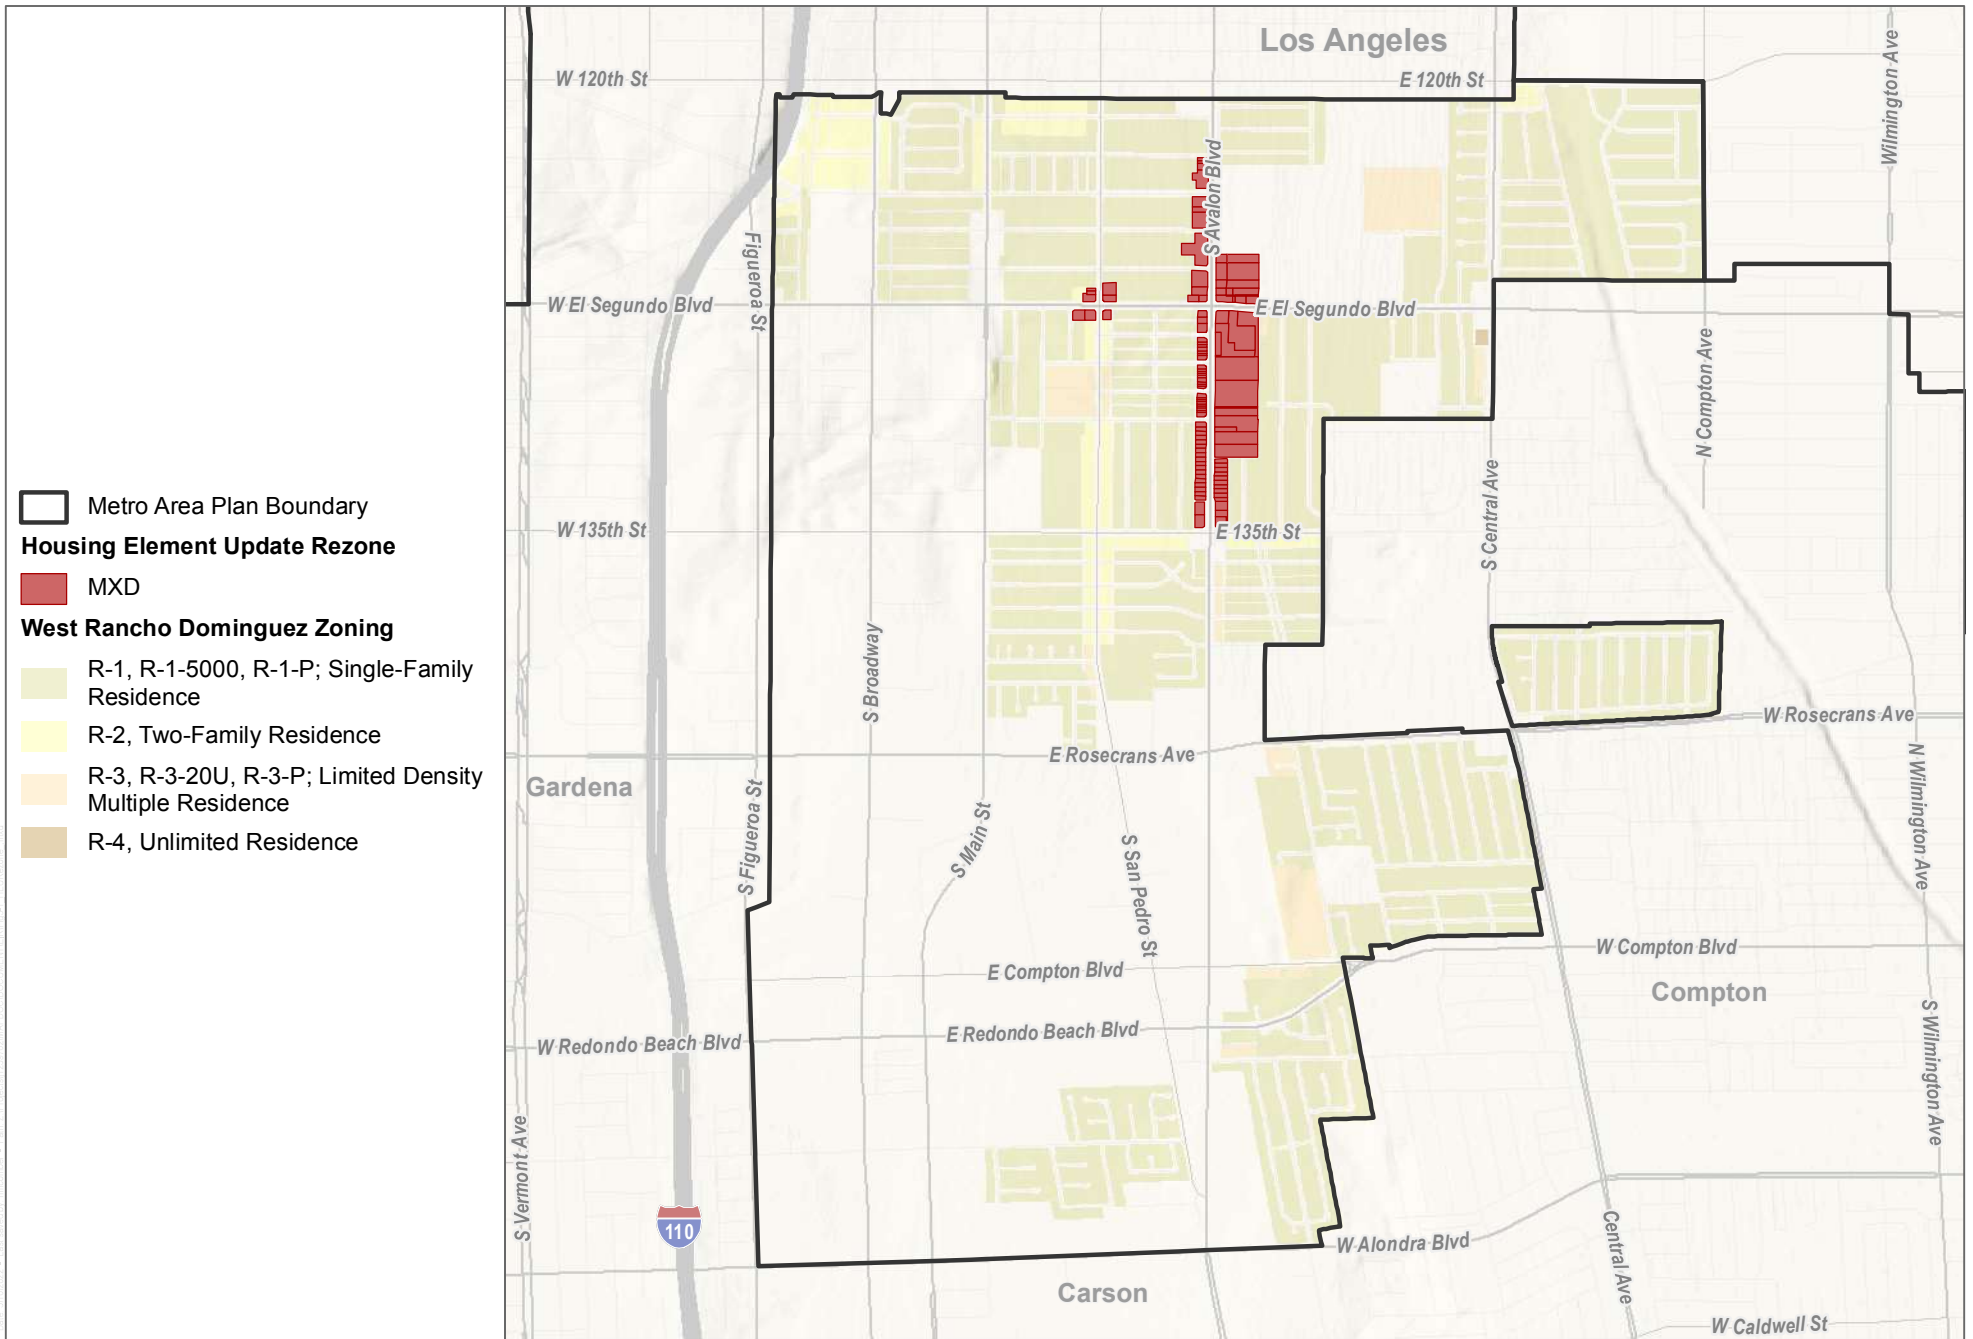 Metro Area Plan Boundary
Housing Element Update Rezone
MXD
West Rancho Dominguez Zoning
R-1, R-1-5000, R-1-P; Single-Family
Residence
R-2, Two-Family Residence
R-3, R-3-20U, R-3-P; Limited Density
Multiple Residence
R-4, Unlimited Residence
Los Angeles
W 120th St
E 120th St
Wilmington Ave
S Avalon Blvd
Figueroa St
W El Segundo Blvd
E El Segundo Blvd
N Compton Ave
S Central Ave
W 135th St
E 135th St
S Broadway
W Rosecrans Ave
E Rosecrans Ave
Gardena
S Figueroa St
S Main St
S San Pedro St
N Wilmington Ave
W Compton Blvd
E Compton Blvd
Compton
W Redondo Beach Blvd
E Redondo Beach Blvd
S Wilmington Ave
S Vermont Ave
110
W Alondra Blvd
Central Ave
Carson
W Caldwell St